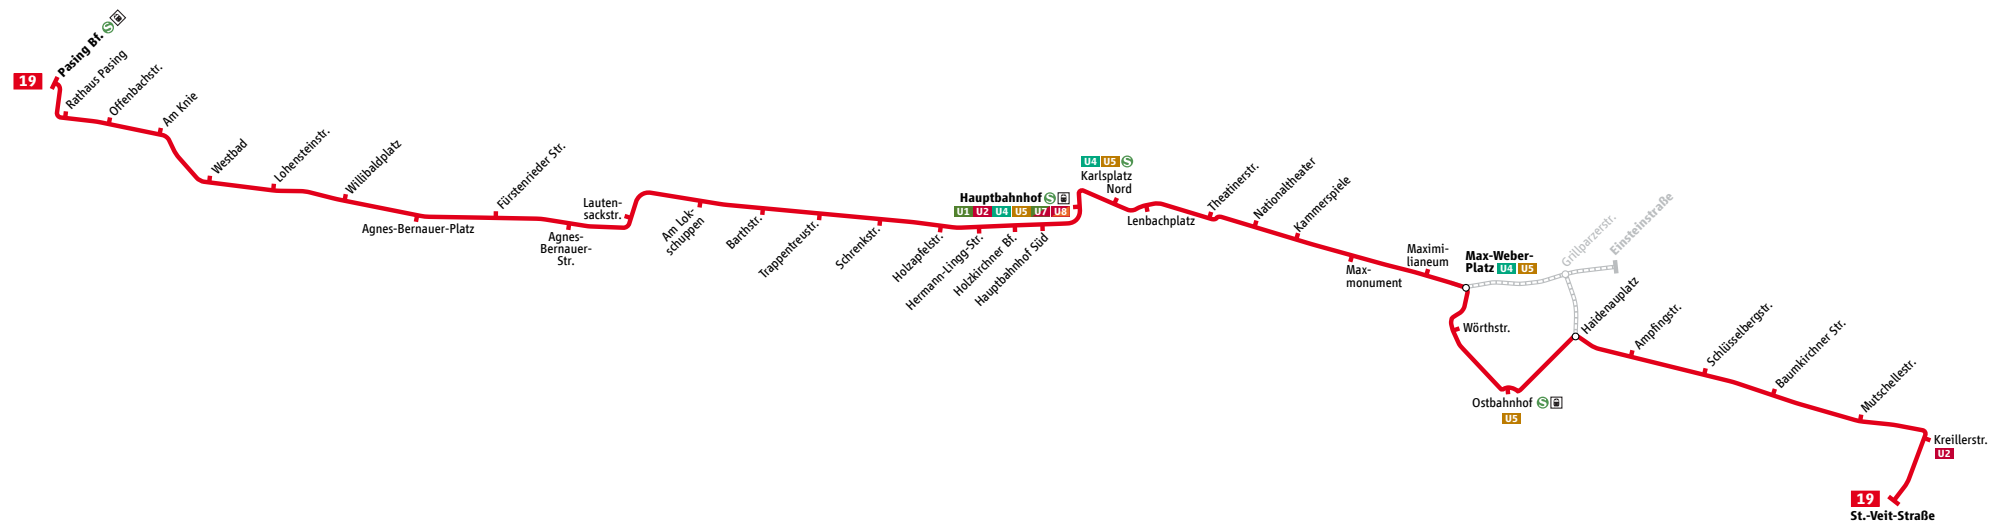 19
Pasing Bf. S
Rathaus Pasing
Offenbachstr.
Am Knie
Westbad
Lohensteinstr.
Willibaldplatz
Agnes-Bernauer-Platz
Fürstenrieder Str.
Agnes-
Bernauer-
Str.
Lauten-
sackstr.
Am Lok-
schuppen
Barthstr.
Trappentreustr.
Schrenkstr.
Holzapfelstr.
Hermann-Lingg-Str.
Holzkirchner Bf.
Hauptbahnhof Süd
Hauptbahnhof S
U1 U2 U4 U5 U7 U8
U4 U5 S
Karlsplatz
Nord
Lenbachplatz
Theatinerstr.
Nationaltheater
Kammerspiele
Max-
monument
Maximi-
lianeum
Max-Weber-
Platz U4 U5
Grillparzerstr.
Einsteinstraße
Wörthstr.
Ostbahnhof S
U5
Haidenauplatz
Ampfingstr.
Schlüsselbergstr.
Baumkirchner Str.
Mutschellestr.
Kreillerstr.
U2
19
St.-Veit-Straße